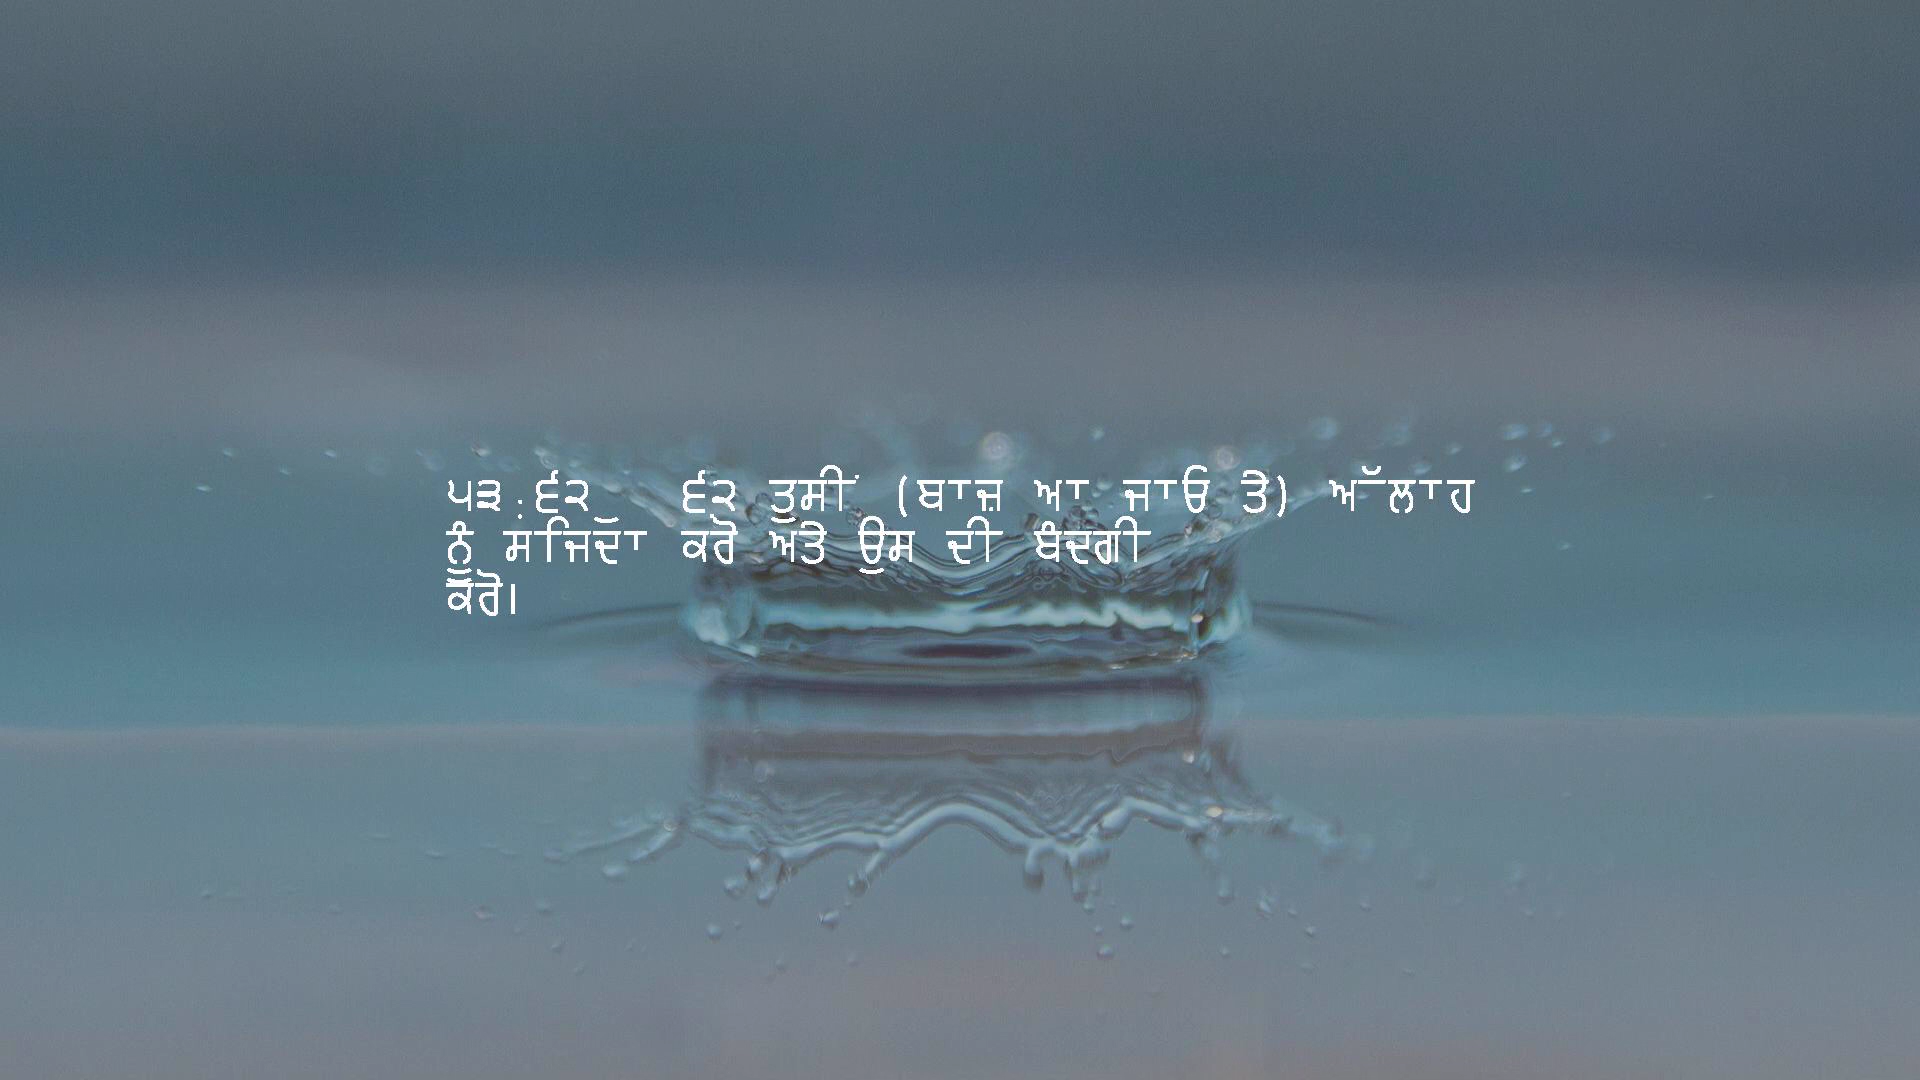 ੫੩:੬੨ ੬੨ ਤੁਸੀਂ (ਬਾਜ਼ ਆ ਜਾਓ ਤੇ) ਅੱਲਾਹ
ਨੂੰ ਸਜਿਦਾ ਕਰੋ ਅਤੇ ਉਸ ਦੀ ਬੰਦਗੀ
ਕਰੋ।